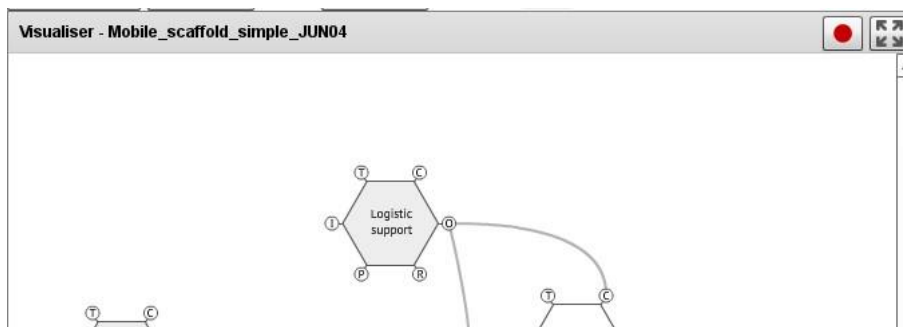 Visualiser - Mobile_scaffold_simple_JUN04
T C
I Logistic support O
P R
T C
T C